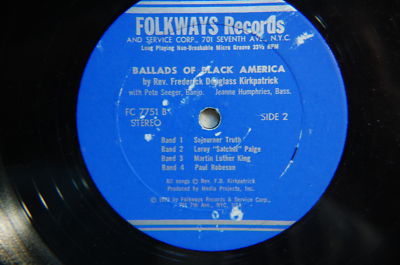 FOLKWAYS Records
AND SERVICE CORP., 701 SEVENTH AVE., N.Y.C.
Long Playing Non-Breakable Micro Groove 33⅓ RPM
BALLADS OF BLACK AMERICA
by Rev. Frederick Douglass Kirkpatrick
with Pete Seeger, Banjo. Jeanne Humphries, Bass.
FC 7751 B
STEREO
SIDE 2
Band 1 Sojourner Truth
Band 2 Leroy "Satchel" Paige
Band 3 Martin Luther King
Band 4 Paul Robeson
All songs © Rev. F.D. Kirkpatrick
Produced by Media Projects, Inc.
by Folkways Records & Service Corp.,
701 7th Ave., NYC, USA